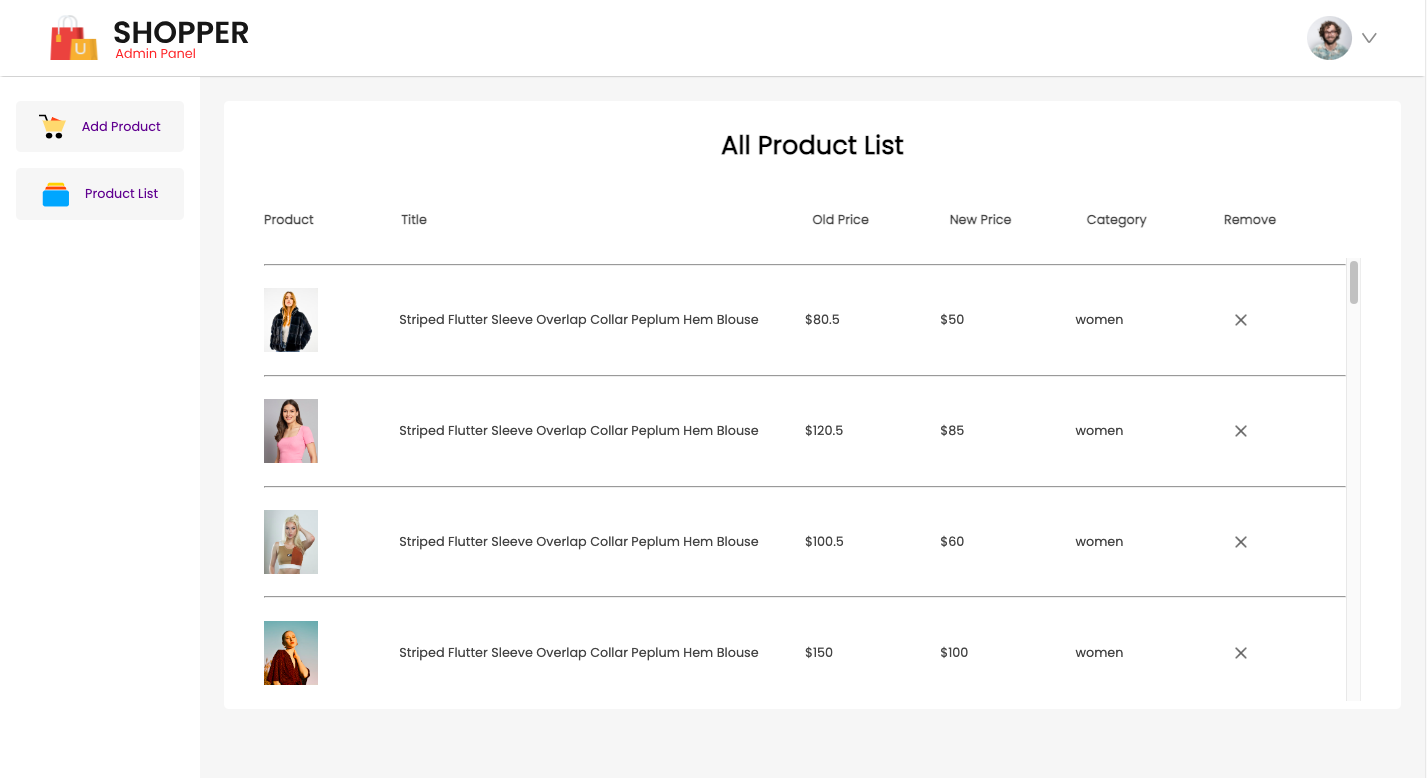 SHOPPER
Admin Panel
U
Add Product
Product List
All Product List
Product Title Old Price New Price Category Remove
Striped Flutter Sleeve Overlap Collar Peplum Hem Blouse $80.5 $50 women
Striped Flutter Sleeve Overlap Collar Peplum Hem Blouse $120.5 $85 women
Striped Flutter Sleeve Overlap Collar Peplum Hem Blouse $100.5 $60 women
Striped Flutter Sleeve Overlap Collar Peplum Hem Blouse $150 $100 women